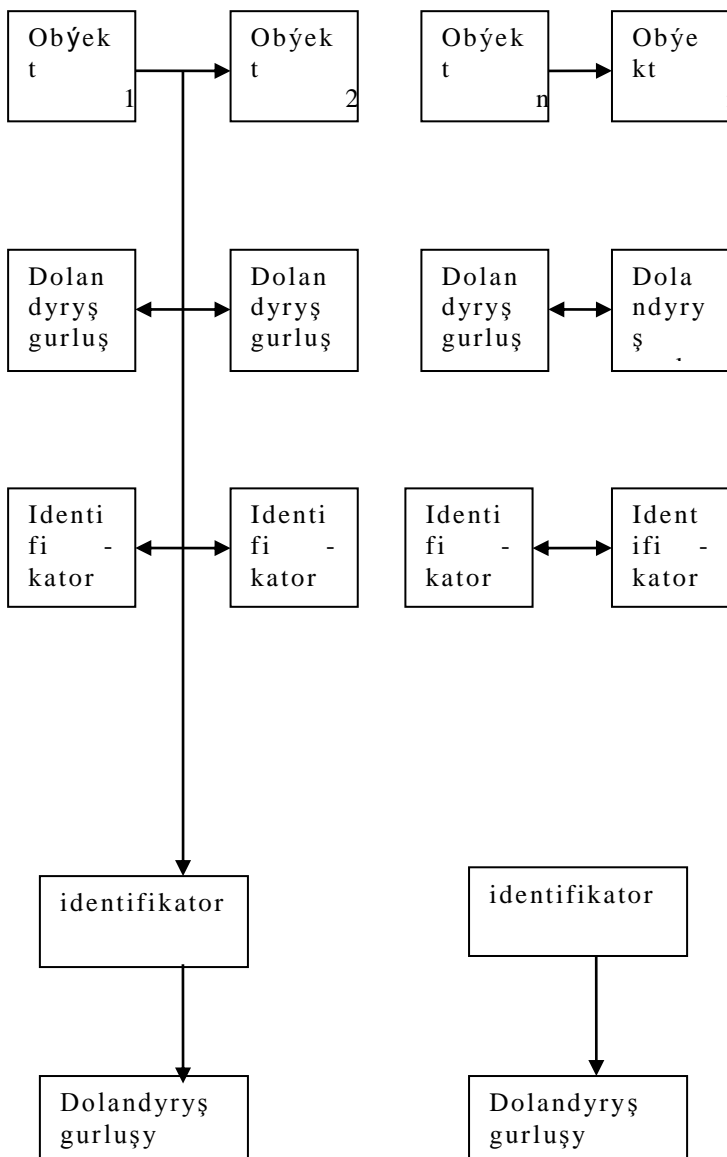 Obýek
t
1
Obýek
t
2
Obýek
t
n
Obýe
kt
Dolan
dyryş
gurluş
Dolan
dyryş
gurluş
Dolan
dyryş
gurluş
Dola
ndyry
ş
Identi
fi -
kator
Identi
fi -
kator
Identi
fi -
kator
Ident
ifi -
kator
identifikator
identifikator
Dolandyryş
gurluşy
Dolandyryş
gurluşy